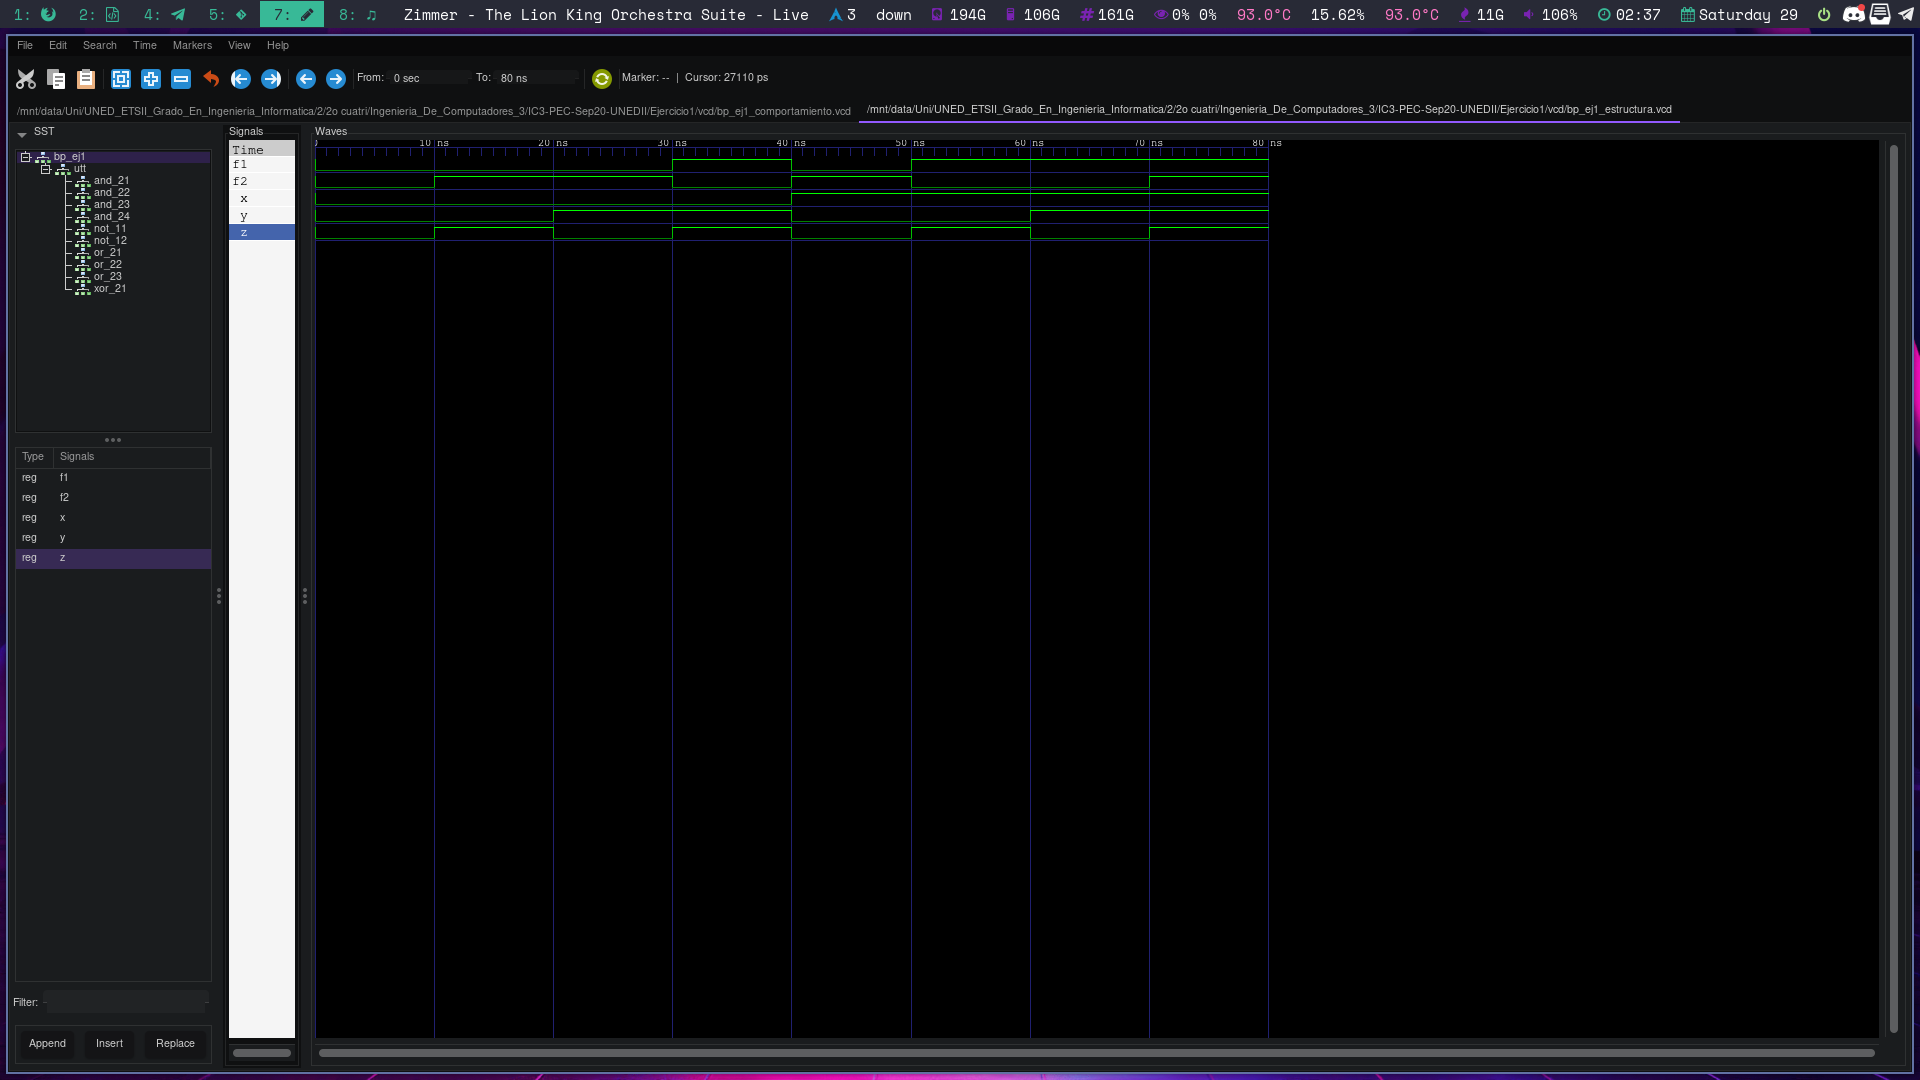 1: 2: 4: 5: 7: 8: Zimmer - The Lion King Orchestra Suite - Live 3 down 194G 106G 161G 0% 0% 93.0°C 15.62% 93.0°C 11G 106% 02:37 Saturday 29
File Edit Search Time Markers View Help
From: 0 sec To: 80 ns Marker: -- | Cursor: 27110 ps
/mnt/data/Uni/UNED_ETSII_Grado_En_Ingenieria_Informatica/2/2o cuatri/Ingenieria_De_Computadores_3/IC3-PEC-Sep20-UNEDII/Ejercicio1/vcd/bp_ej1_comportamiento.vcd
/mnt/data/Uni/UNED_ETSII_Grado_En_Ingenieria_Informatica/2/2o cuatri/Ingenieria_De_Computadores_3/IC3-PEC-Sep20-UNEDII/Ejercicio1/vcd/bp_ej1_estructura.vcd
SST
bp_ej1
utt
and_21
and_22
and_23
and_24
not_11
not_12
or_21
or_22
or_23
xor_21
Type Signals
reg f1
reg f2
reg x
reg y
reg z
Filter:
Append Insert Replace
Signals
Time
f1
f2
x
y
z
Waves
10 ns 20 ns 30 ns 40 ns 50 ns 60 ns 70 ns 80 ns